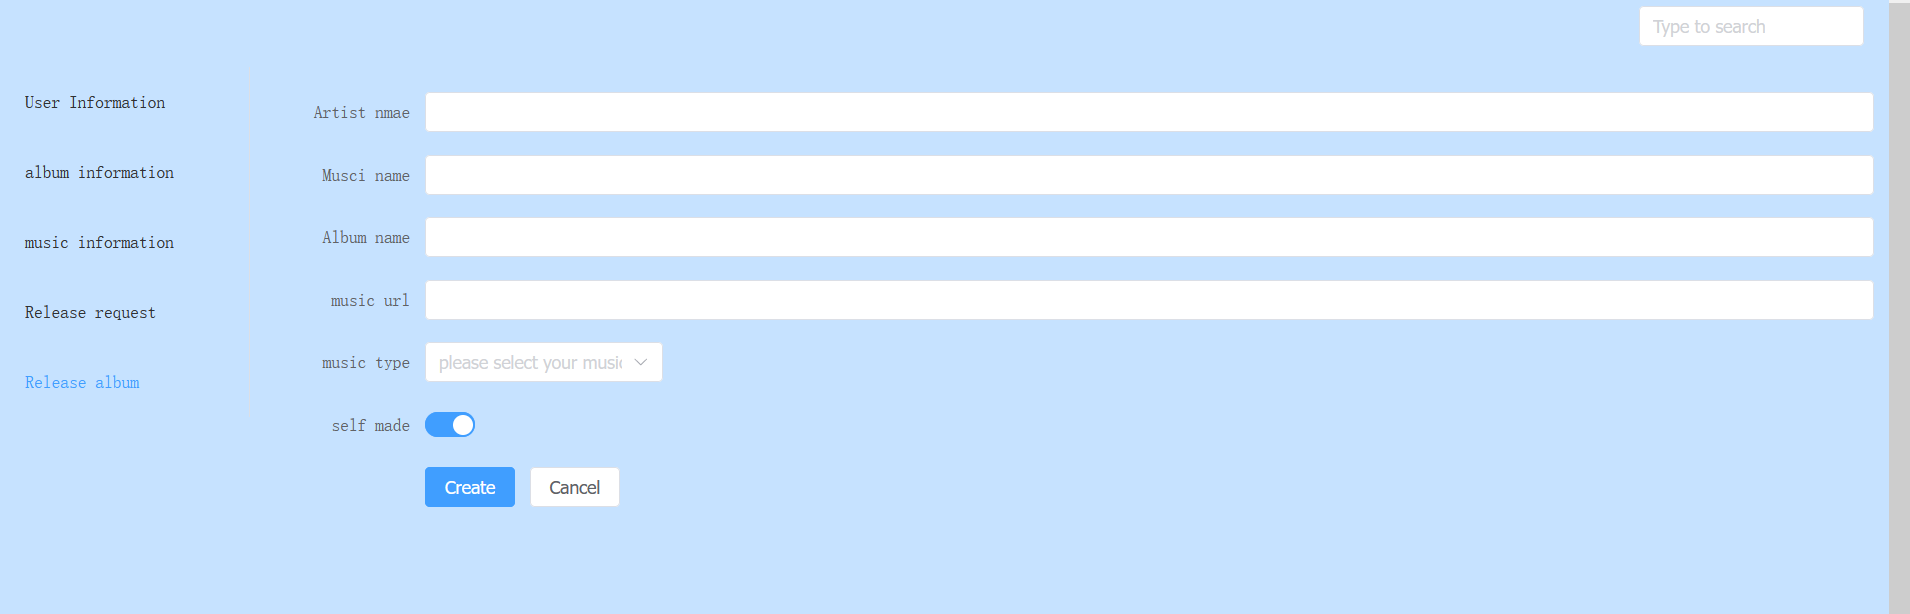 Type to search
User Information
album information
music information
Release request
Release album
Artist nmae
Musci name
Album name
music url
music type
please select your music
self made
Create
Cancel